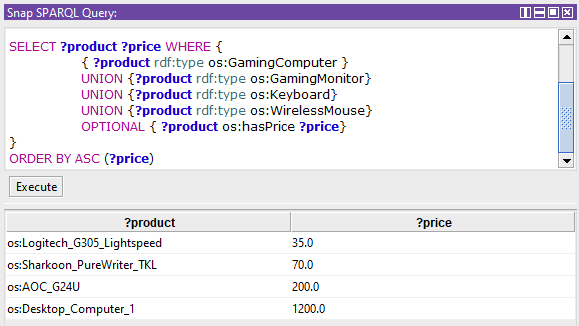 Snap SPARQL Query:
SELECT ?product ?price WHERE {
{ ?product rdf:type os:GamingComputer }
UNION {?product rdf:type os:GamingMonitor}
UNION {?product rdf:type os:Keyboard}
UNION {?product rdf:type os:WirelessMouse}
OPTIONAL { ?product os:hasPrice ?price}
}
ORDER BY ASC (?price)
Execute
?product ?price
os:Logitech_G305_Lightspeed 35.0
os:Sharkoon_PureWriter_TKL 70.0
os:AOC_G24U 200.0
os:Desktop_Computer_1 1200.0